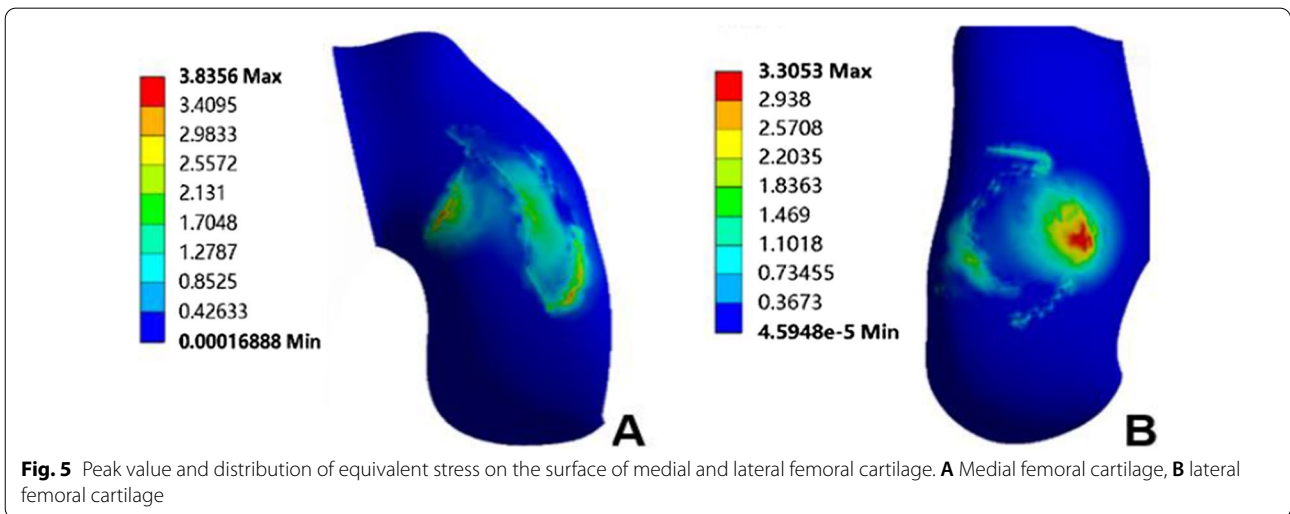 3.8356 Max
3.4095
2.9833
2.5572
2.131
1.7048
1.2787
0.8525
0.42633
0.00016888 Min
A
3.3053 Max
2.938
2.5708
2.2035
1.8363
1.469
1.1018
0.73455
0.3673
4.5948e-5 Min
B
Fig. 5 Peak value and distribution of equivalent stress on the surface of medial and lateral femoral cartilage. A Medial femoral cartilage, B lateral
femoral cartilage